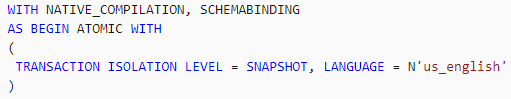 WITH NATIVE_COMPILATION, SCHEMABINDING
AS BEGIN ATOMIC WITH
(
TRANSACTION ISOLATION LEVEL = SNAPSHOT, LANGUAGE = N'us_english'
)